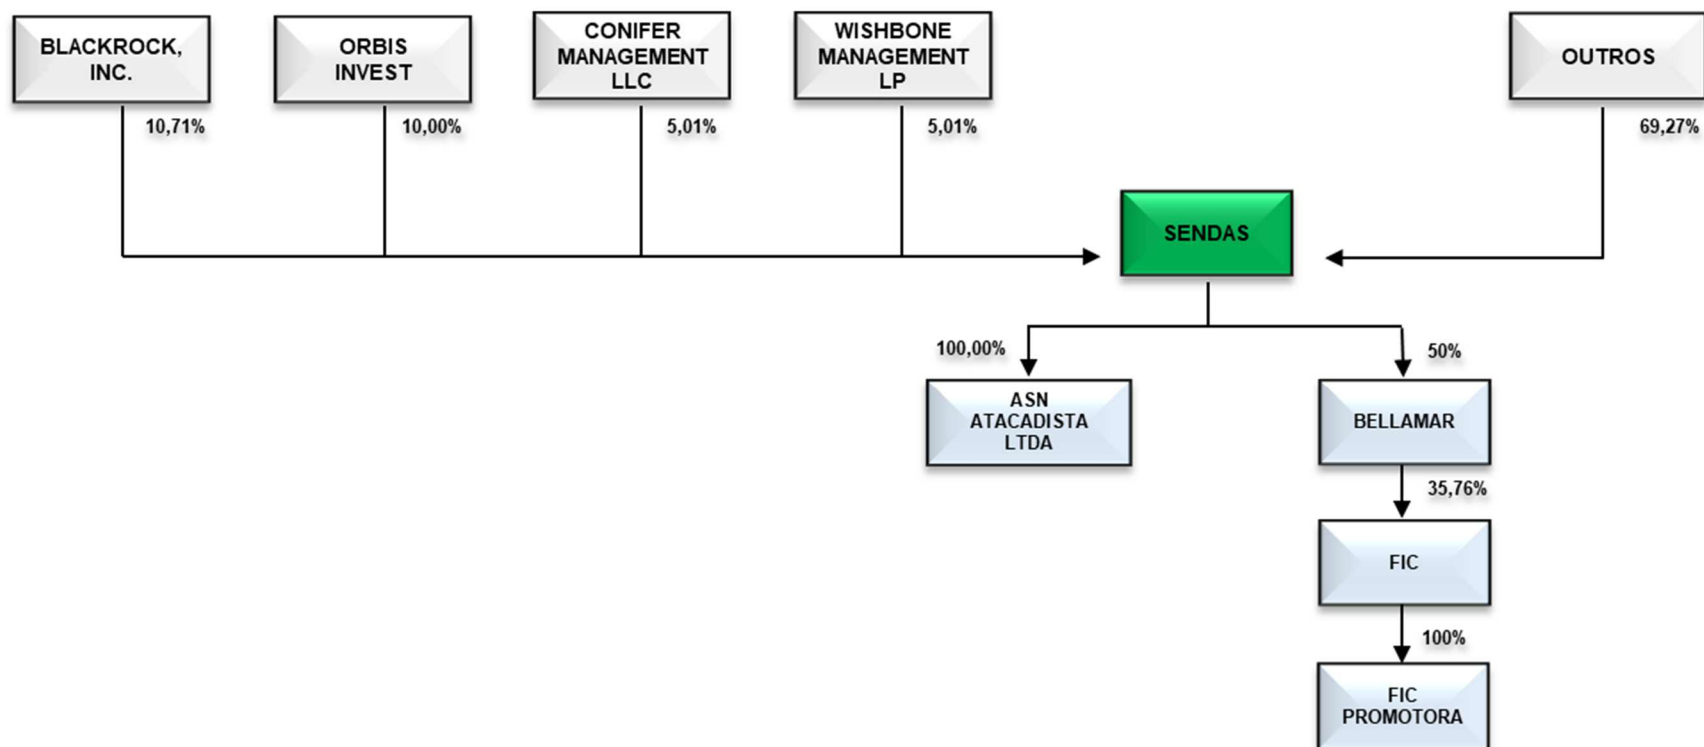 BLACKROCK,
INC.
ORBIS
INVEST
CONIFER
MANAGEMENT
LLC
WISHBONE
MANAGEMENT
LP
OUTROS
10,71%
10,00%
5,01%
5,01%
69,27%
SENDAS
100,00%
50%
ASN
ATACADISTA
LTDA
BELLAMAR
35,76%
FIC
100%
FIC
PROMOTORA